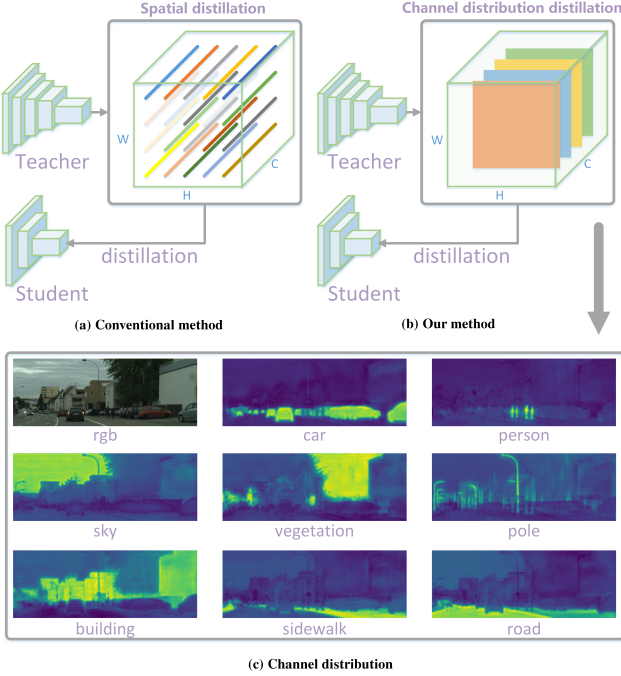 Spatial distillation
Channel distribution distillation
W
H
C
Teacher
W
H
C
Teacher
distillation
Student
distillation
Student
(a) Conventional method
(b) Our method
rgb
car
person
sky
vegetation
pole
building
sidewalk
road
(c) Channel distribution